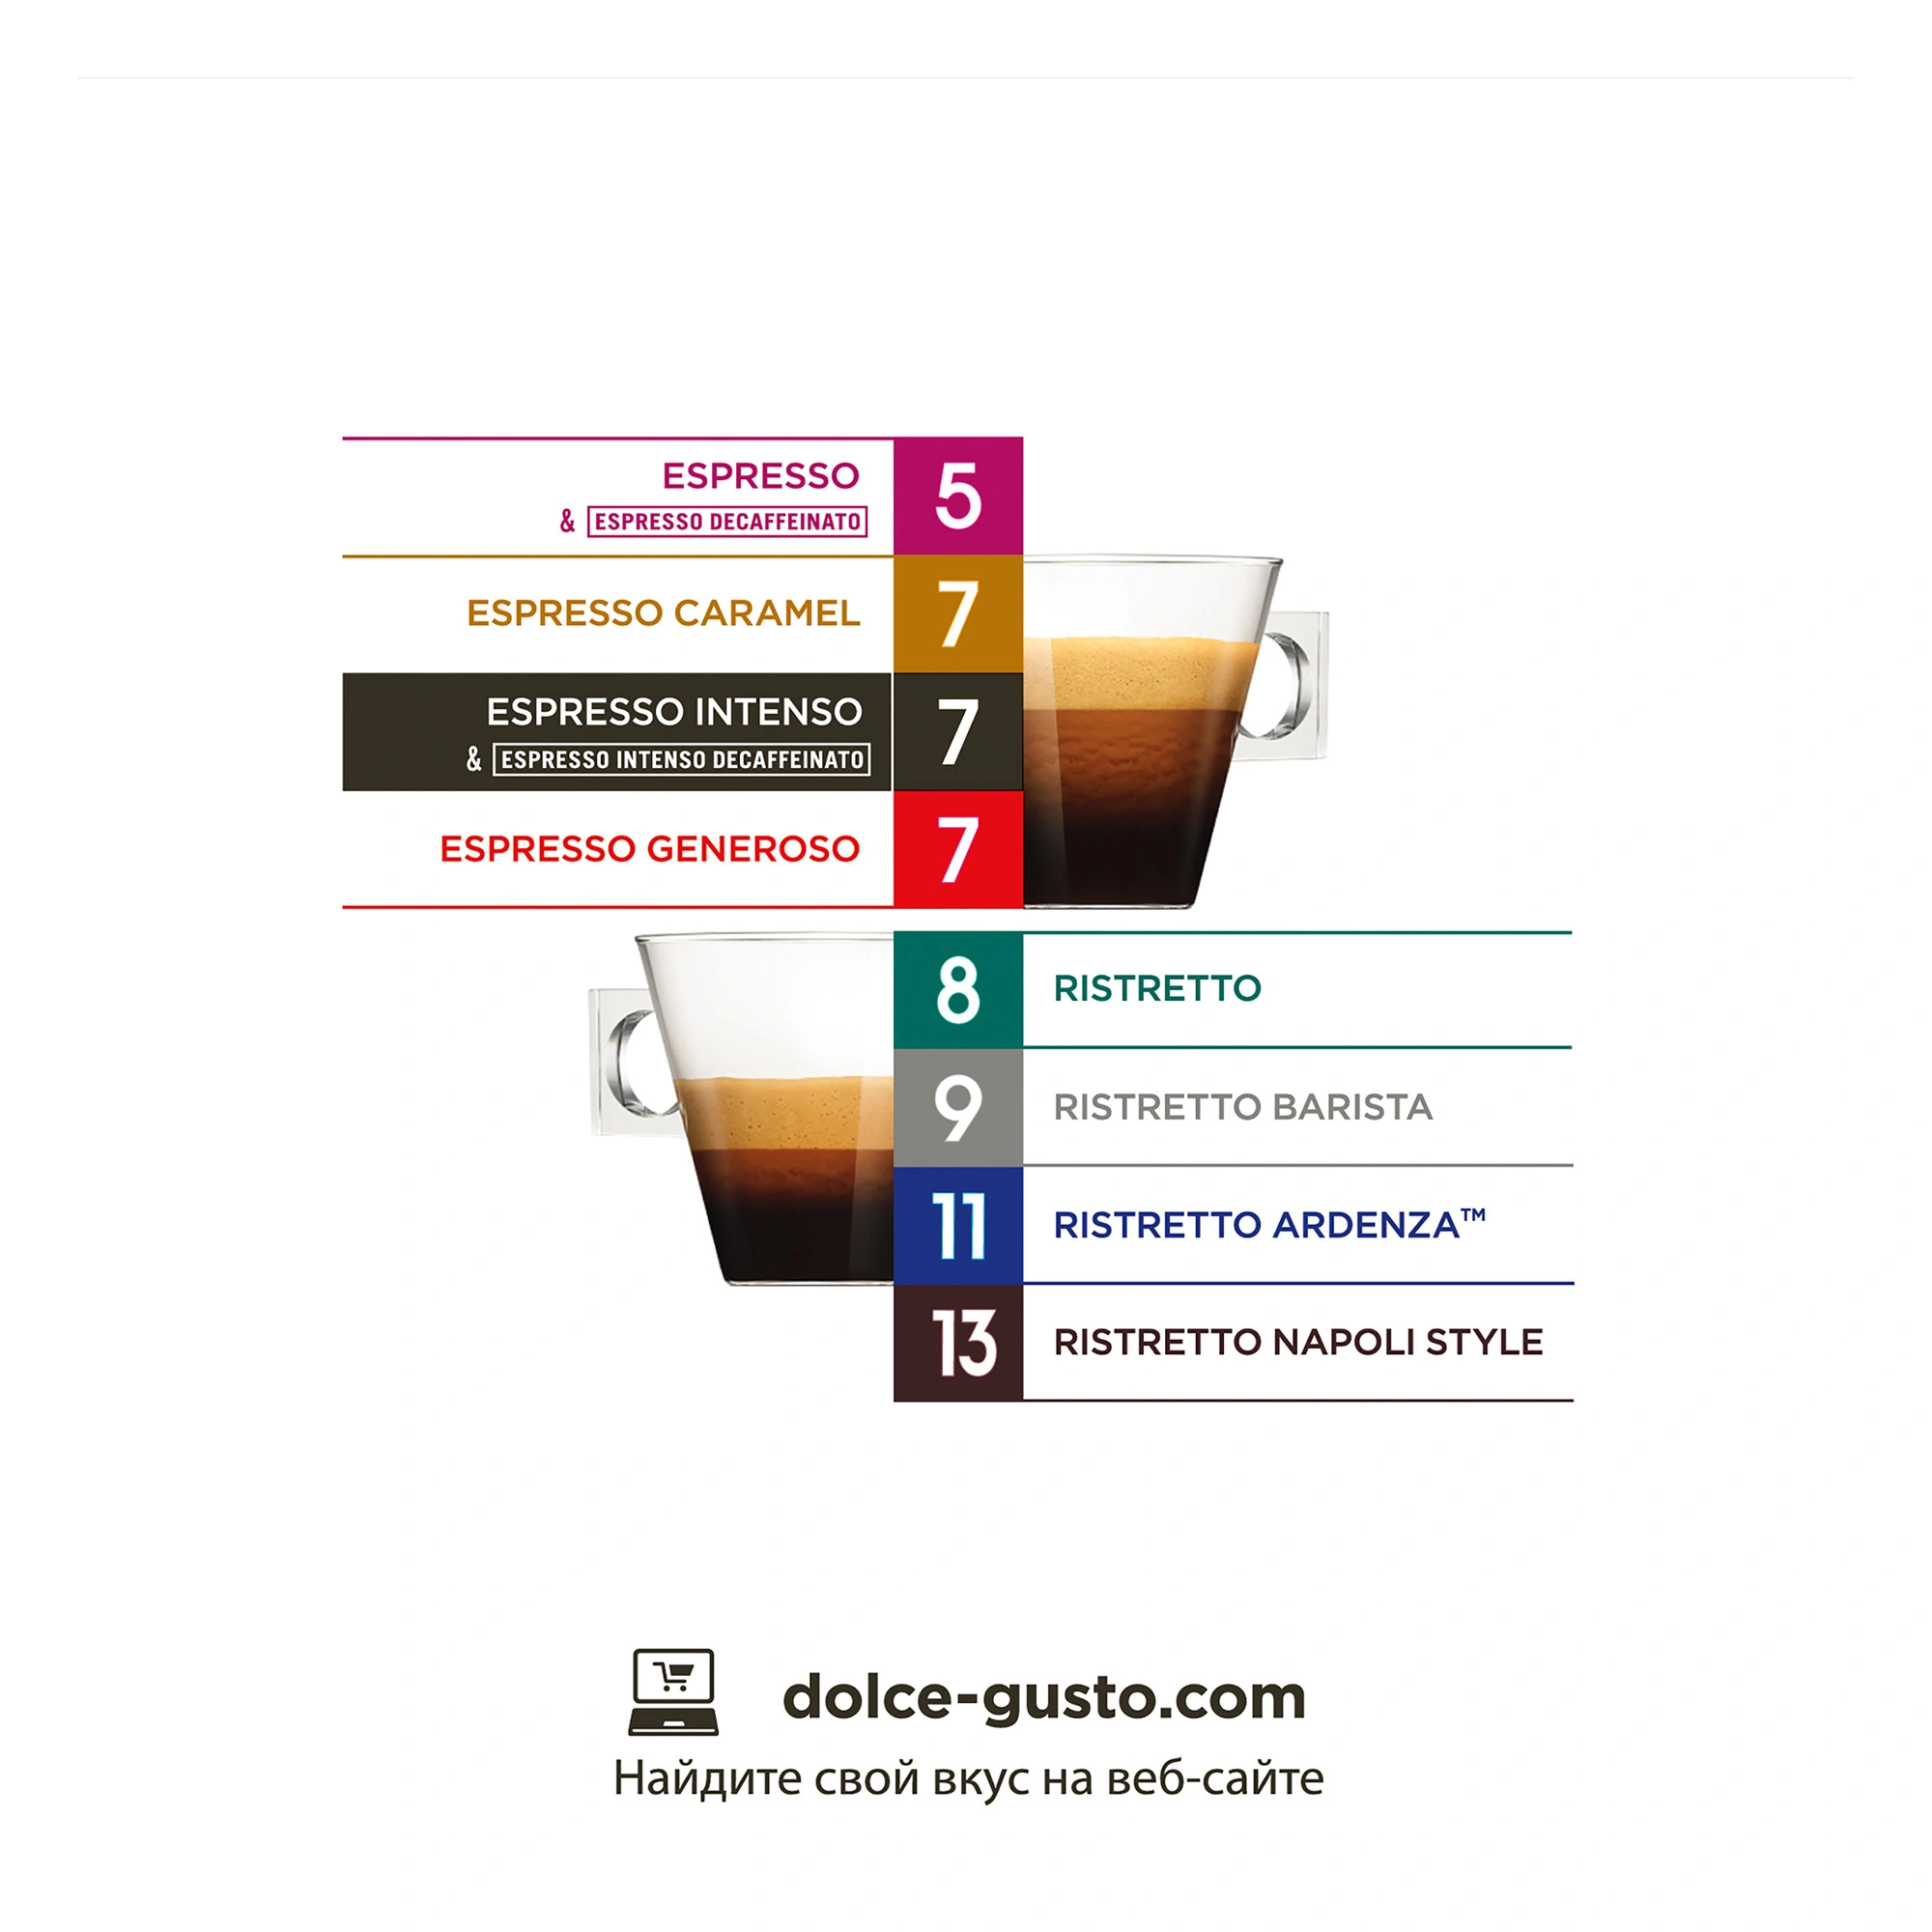 ESPRESSO 5
& ESPRESSO DECAFFEINATO
ESPRESSO CARAMEL 7
ESPRESSO INTENSO 7
& ESPRESSO INTENSO DECAFFEINATO
ESPRESSO GENEROSO 7
8 RISTRETTO
9 RISTRETTO BARISTA
11 RISTRETTO ARDENZA™
13 RISTRETTO NAPOLI STYLE
dolce-gusto.com
Найдите свой вкус на веб-сайте